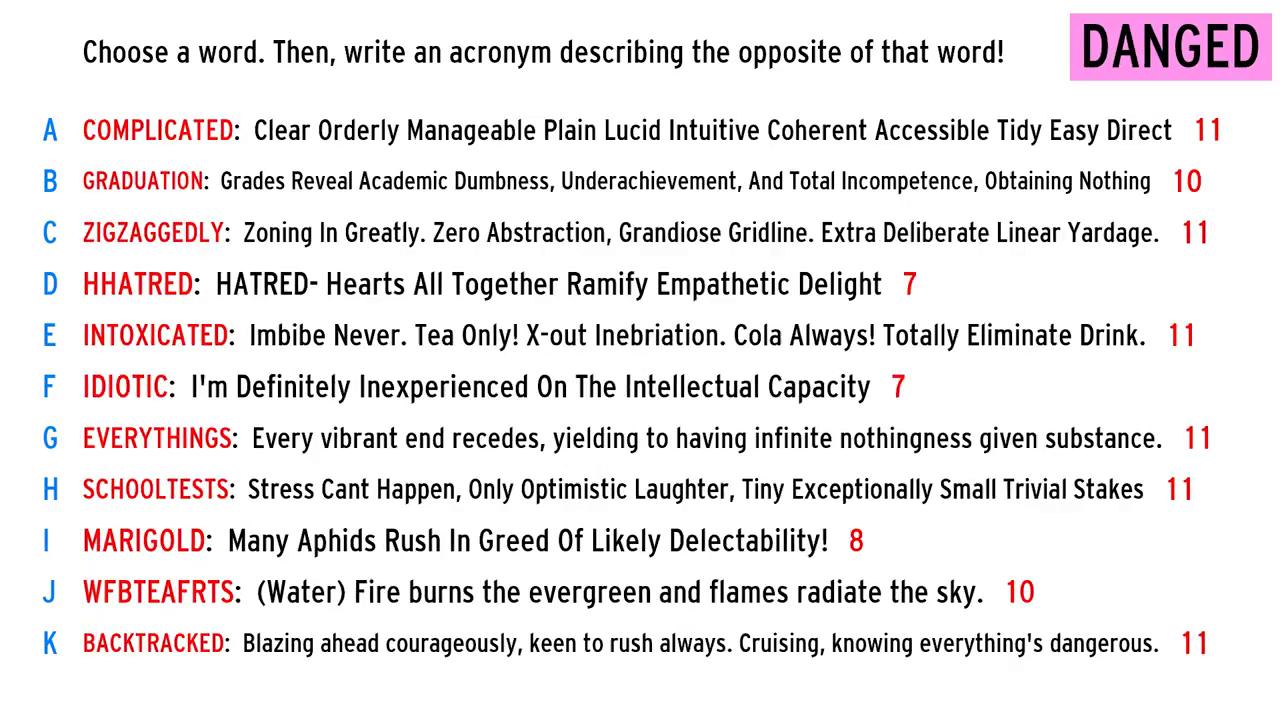 Choose a word. Then, write an acronym describing the opposite of that word!
DANGED
A COMPLICATED: Clear Orderly Manageable Plain Lucid Intuitive Coherent Accessible Tidy Easy Direct 11
B GRADUATION: Grades Reveal Academic Dumbness, Underachievement, And Total Incompetence, Obtaining Nothing 10
C ZIGZAGGEDLY: Zoning In Greatly. Zero Abstraction, Grandiose Gridline. Extra Deliberate Linear Yardage. 11
D HHATRED: HATRED- Hearts All Together Ramify Empathetic Delight 7
E INTOXICATED: Imbibe Never. Tea Only! X-out Inebriation. Cola Always! Totally Eliminate Drink. 11
F IDIOTIC: I'm Definitely Inexperienced On The Intellectual Capacity 7
G EVERYTHINGS: Every vibrant end recedes, yielding to having infinite nothingness given substance. 11
H SCHOOLTESTS: Stress Cant Happen, Only Optimistic Laughter, Tiny Exceptionally Small Trivial Stakes 11
I MARIGOLD: Many Aphids Rush In Greed Of Likely Delectability! 8
J WFBTEAFRTS: (Water) Fire burns the evergreen and flames radiate the sky. 10
K BACKTRACKED: Blazing ahead courageously, keen to rush always. Cruising, knowing everything's dangerous. 11